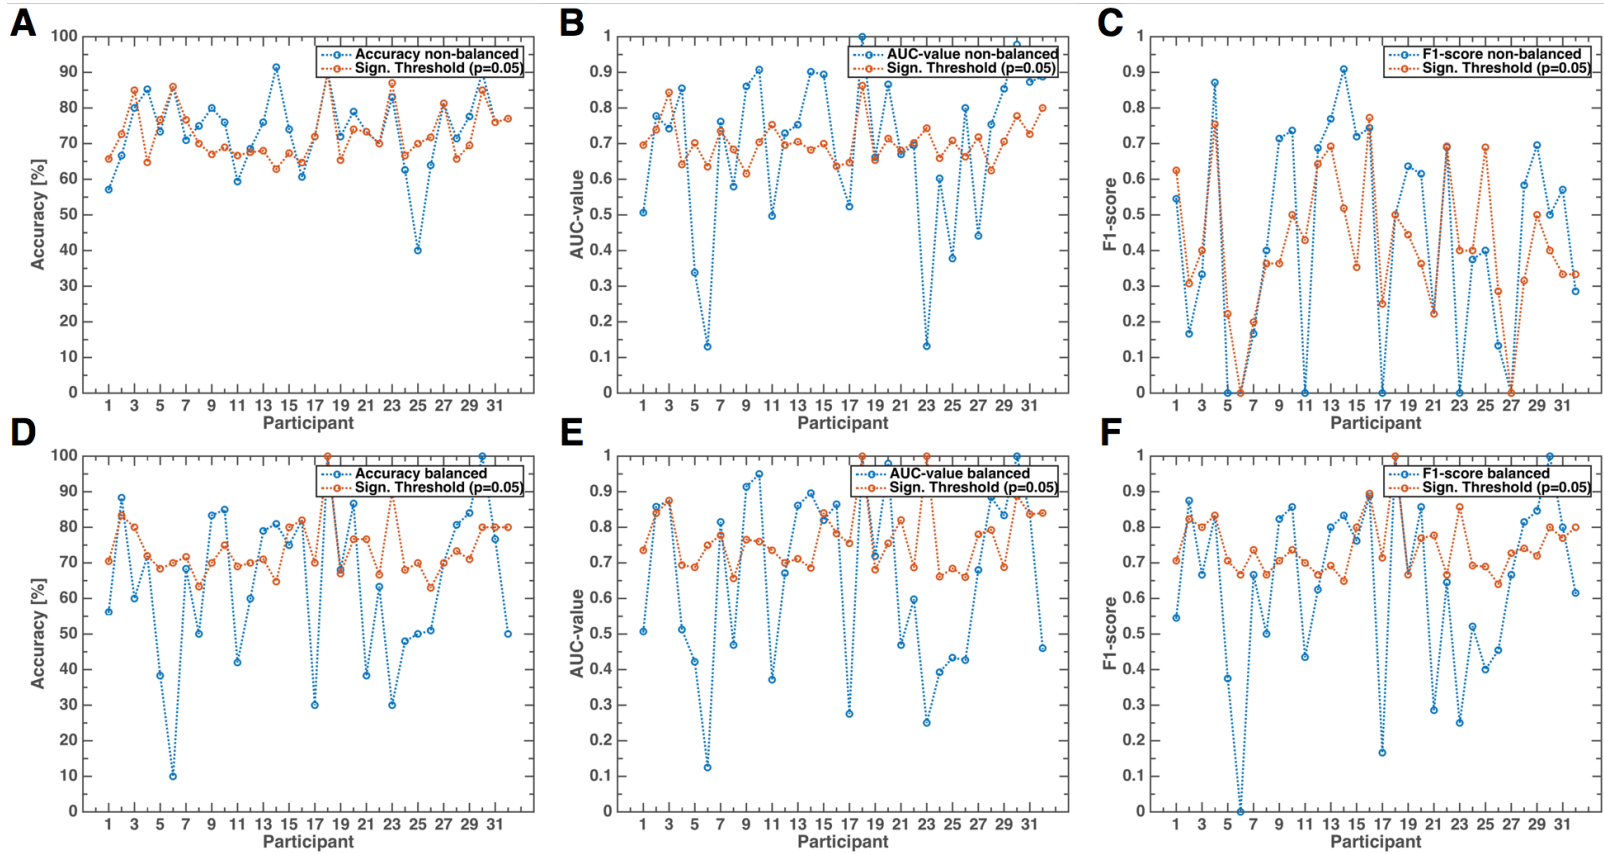 A
Accuracy non-balanced
Sign. Threshold (p=0.05)
100
90
80
70
60
50
40
30
20
10
0
Accuracy [%]
1 3 5 7 9 11 13 15 17 19 21 23 25 27 29 31
Participant
B
AUC-value non-balanced
Sign. Threshold (p=0.05)
1
0.9
0.8
0.7
0.6
0.5
0.4
0.3
0.2
0.1
0
AUC-value
1 3 5 7 9 11 13 15 17 19 21 23 25 27 29 31
Participant
C
F1-score non-balanced
Sign. Threshold (p=0.05)
1
0.9
0.8
0.7
0.6
0.5
0.4
0.3
0.2
0.1
0
F1-score
1 3 5 7 9 11 13 15 17 19 21 23 25 27 29 31
Participant
D
Accuracy balanced
Sign. Threshold (p=0.05)
100
90
80
70
60
50
40
30
20
10
0
Accuracy [%]
1 3 5 7 9 11 13 15 17 19 21 23 25 27 29 31
Participant
E
AUC-value balanced
Sign. Threshold (p=0.05)
1
0.9
0.8
0.7
0.6
0.5
0.4
0.3
0.2
0.1
0
AUC-value
1 3 5 7 9 11 13 15 17 19 21 23 25 27 29 31
Participant
F
F1-score balanced
Sign. Threshold (p=0.05)
1
0.9
0.8
0.7
0.6
0.5
0.4
0.3
0.2
0.1
0
F1-score
1 3 5 7 9 11 13 15 17 19 21 23 25 27 29 31
Participant